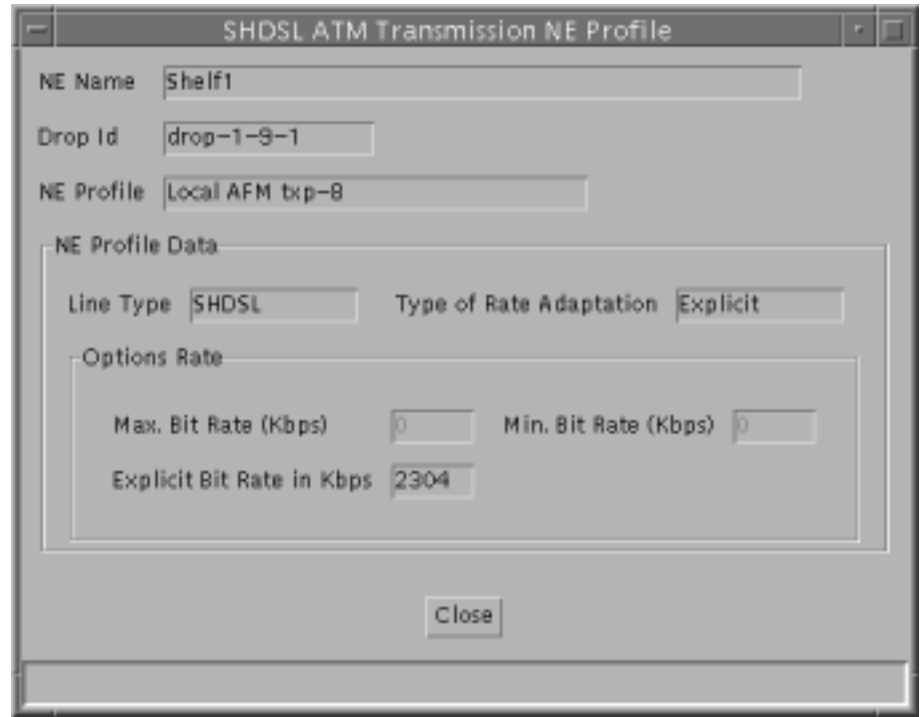 SHDSL ATM Transmission NE Profile
NE Name Shelf1
Drop Id drop-1-9-1
NE Profile Local AFM txp-8
NE Profile Data
Line Type SHDSL Type of Rate Adaptation Explicit
Options Rate
Max. Bit Rate (Kbps) 0 Min. Bit Rate (Kbps) 0
Explicit Bit Rate in Kbps 2304
Close